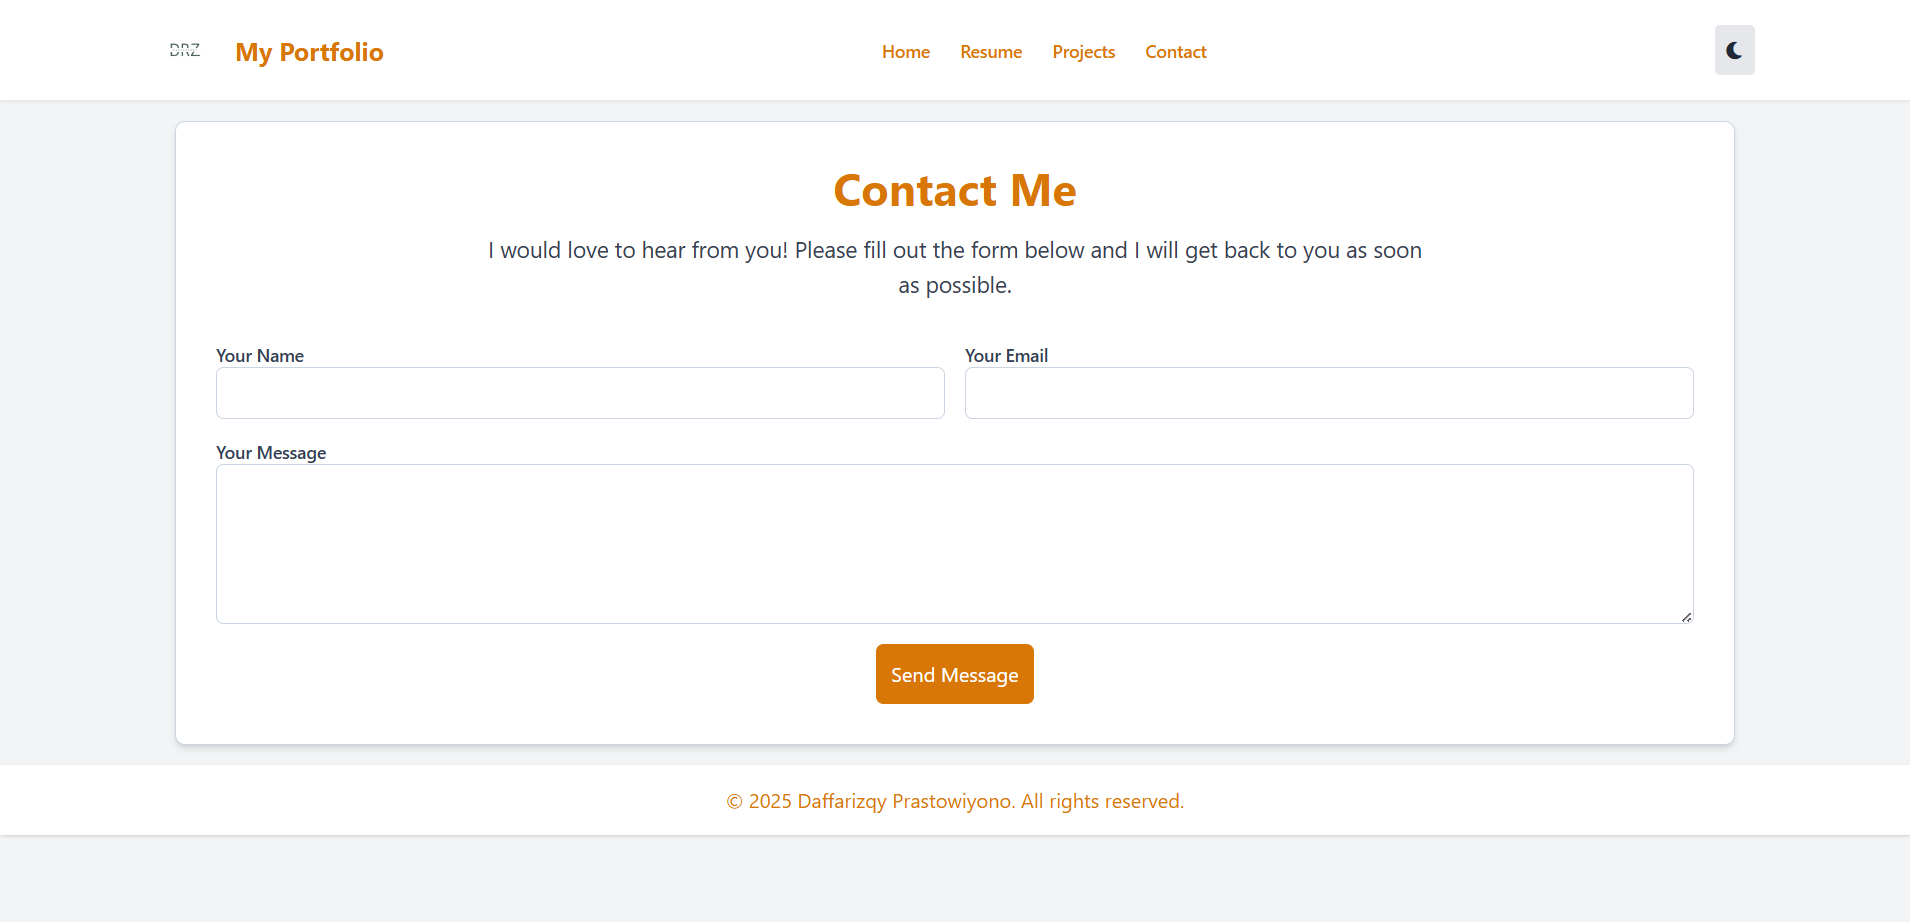 DRZ
My Portfolio
Home
Resume
Projects
Contact
Contact Me
I would love to hear from you! Please fill out the form below and I will get back to you as soon
as possible.
Your Name
Your Email
Your Message
Send Message
© 2025 Daffarizqy Prastowiyono. All rights reserved.